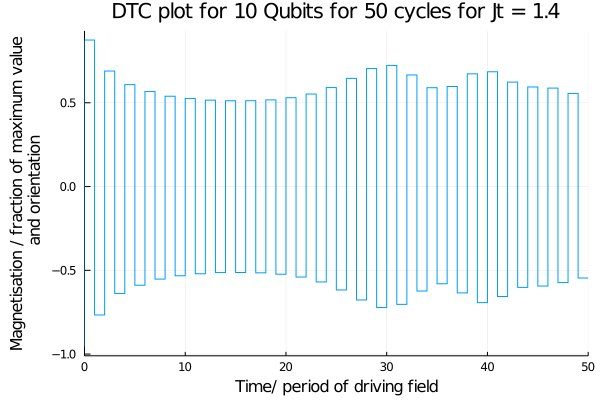 DTC plot for 10 Qubits for 50 cycles for Jt = 1.4
Magnetisation / fraction of maximum value
and orientation
0.5
0.0
−0.5
−1.0
0
10
20
30
40
50
Time/ period of driving field